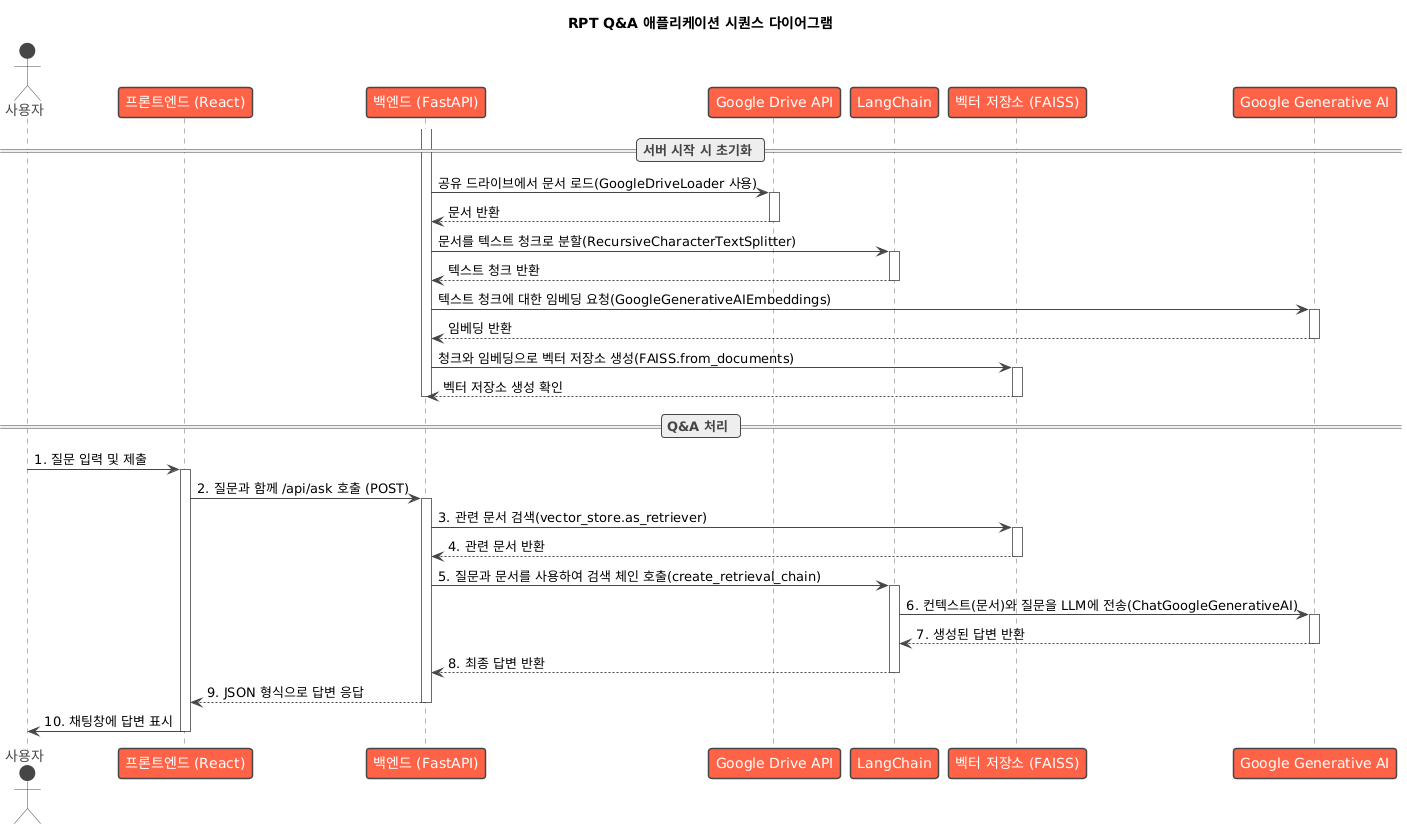 RPT Q&A 애플리케이션 시퀀스 다이어그램
사용자
프론트엔드 (React)
백엔드 (FastAPI)
Google Drive API
LangChain
벡터 저장소 (FAISS)
Google Generative AI
서버 시작 시 초기화
공유 드라이브에서 문서 로드(GoogleDriveLoader 사용)
문서 반환
문서를 텍스트 청크로 분할(RecursiveCharacterTextSplitter)
텍스트 청크 반환
텍스트 청크에 대한 임베딩 요청(GoogleGenerativeAIEmbeddings)
임베딩 반환
청크와 임베딩으로 벡터 저장소 생성(FAISS.from_documents)
벡터 저장소 생성 확인
Q&A 처리
1. 질문 입력 및 제출
2. 질문과 함께 /api/ask 호출 (POST)
3. 관련 문서 검색(vector_store.as_retriever)
4. 관련 문서 반환
5. 질문과 문서를 사용하여 검색 체인 호출(create_retrieval_chain)
6. 컨텍스트(문서)와 질문을 LLM에 전송(ChatGoogleGenerativeAI)
7. 생성된 답변 반환
8. 최종 답변 반환
9. JSON 형식으로 답변 응답
10. 채팅창에 답변 표시
사용자
프론트엔드 (React)
백엔드 (FastAPI)
Google Drive API
LangChain
벡터 저장소 (FAISS)
Google Generative AI